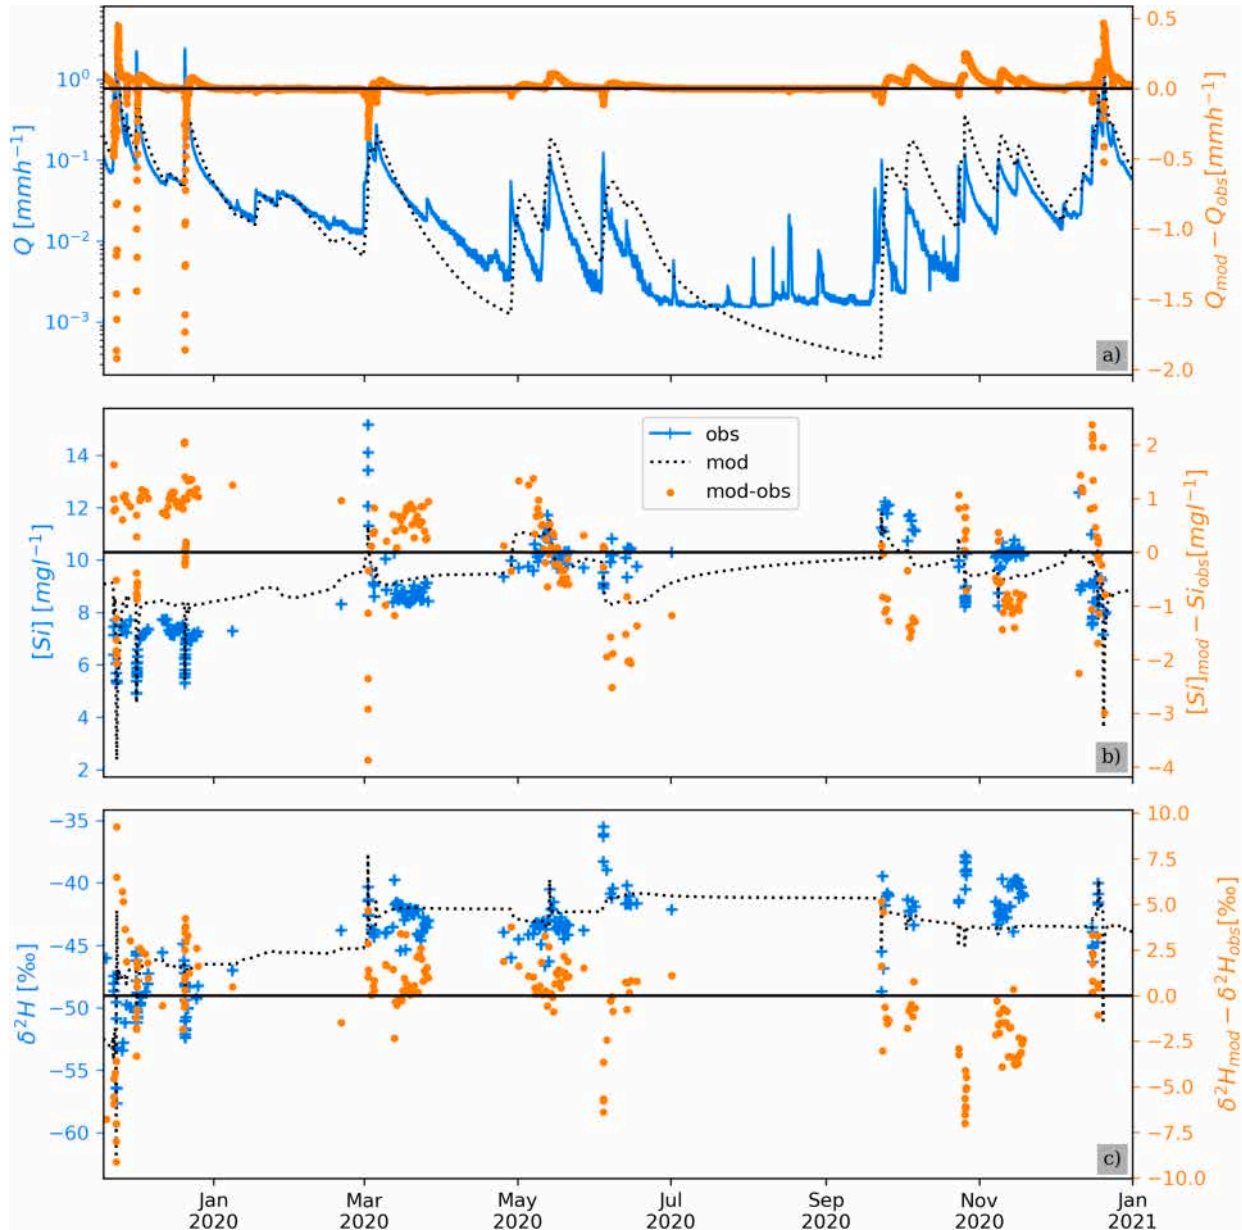 10⁰
10⁻¹
10⁻²
10⁻³
Q [mmh⁻¹]
0.5
0.0
−0.5
−1.0
−1.5
−2.0
Q_mod − Q_obs[mmh⁻¹]
a)
14
12
10
8
6
4
2
[Si] [mgl⁻¹]
obs
mod
mod-obs
2
1
0
−1
−2
−3
−4
[Si]_mod − Si_obs[mgl⁻¹]
b)
−35
−40
−45
−50
−55
−60
δ²H [‰]
10.0
7.5
5.0
2.5
0.0
−2.5
−5.0
−7.5
−10.0
δ²H_mod − δ²H_obs[‰]
c)
Jan Mar May Jul Sep Nov Jan
2020 2020 2020 2020 2020 2020 2021